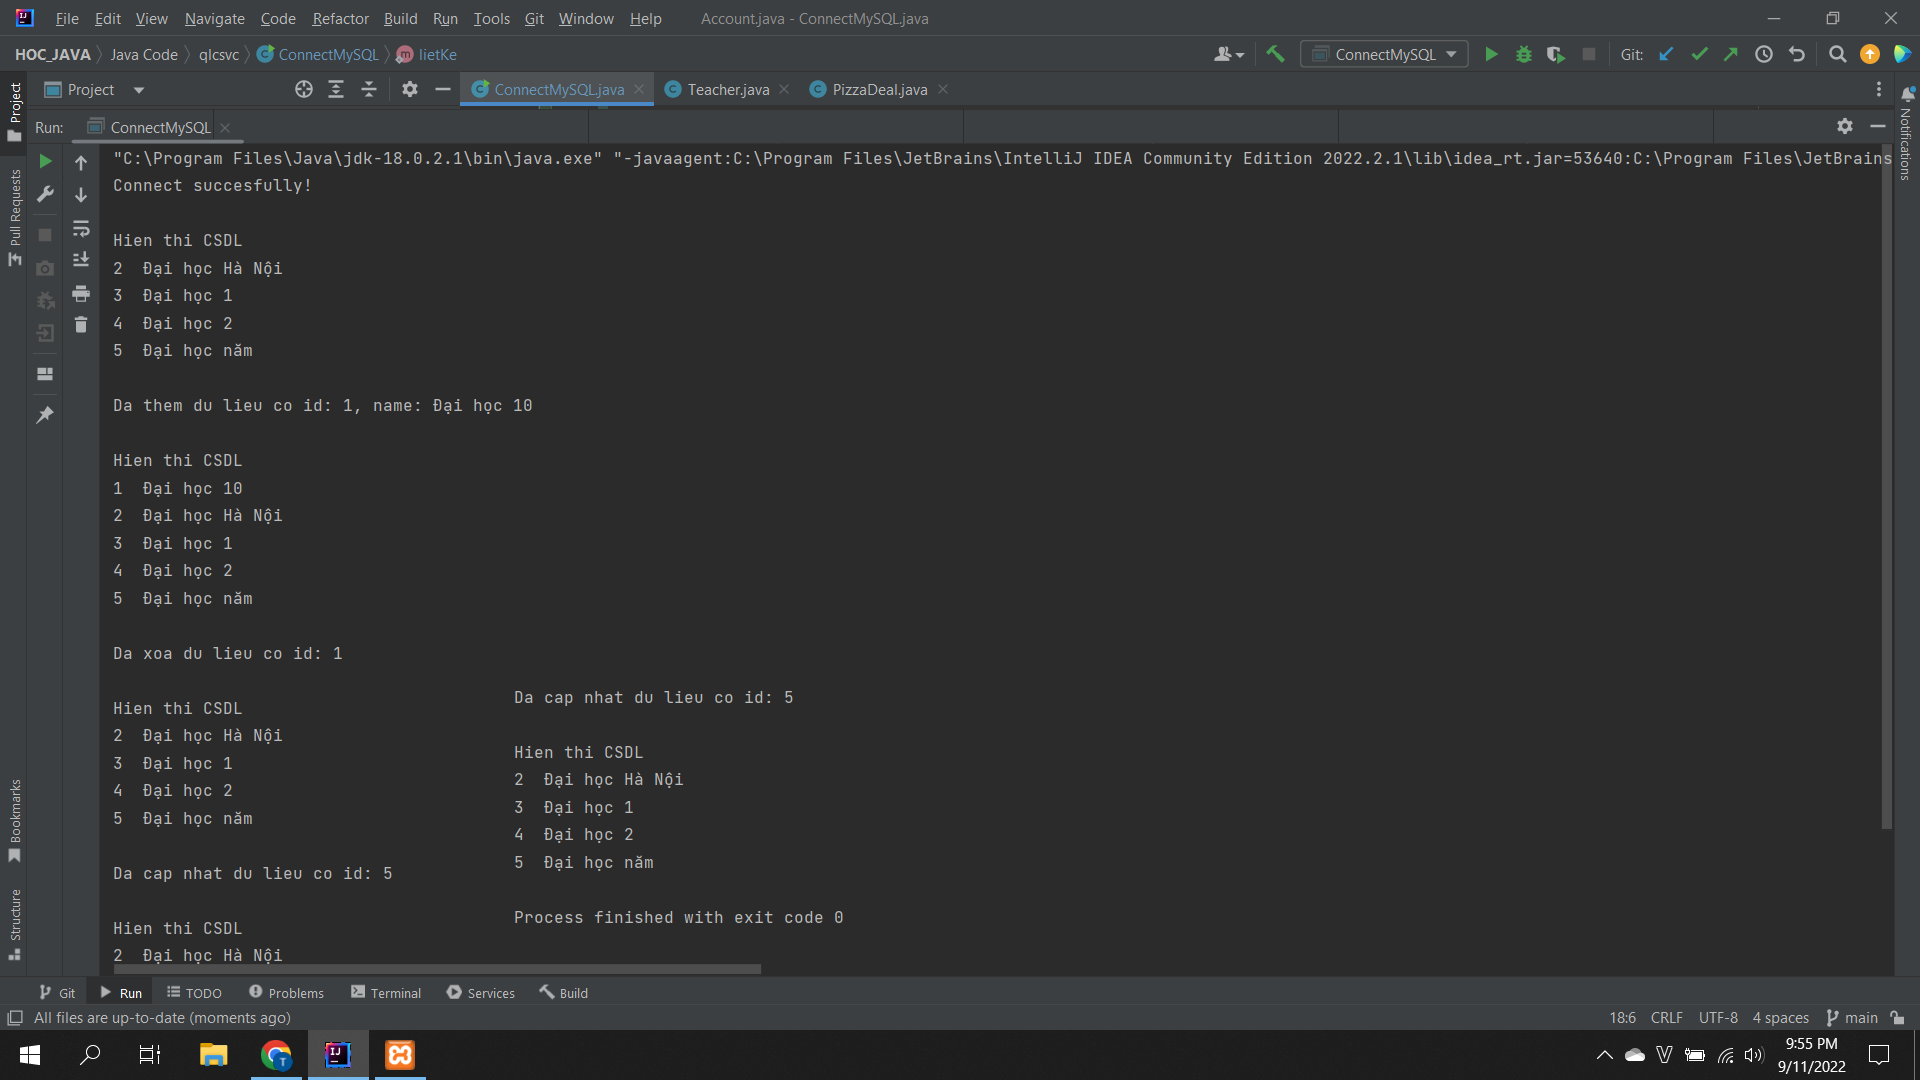 File Edit View Navigate Code Refactor Build Run Tools Git Window Help Account.java - ConnectMySQL.java
HOC_JAVA Java Code qlcsvc ConnectMySQL m lietKe ConnectMySQL Git:
Project ConnectMySQL.java Teacher.java PizzaDeal.java
Run: ConnectMySQL
"C:\Program Files\Java\jdk-18.0.2.1\bin\java.exe" "-javaagent:C:\Program Files\JetBrains\IntelliJ IDEA Community Edition 2022.2.1\lib\idea_rt.jar=53640:C:\Program Files\JetBrains
Connect succesfully!
Hien thi CSDL
2 Đại học Hà Nội
3 Đại học 1
4 Đại học 2
5 Đại học năm
Da them du lieu co id: 1, name: Đại học 10
Hien thi CSDL
1 Đại học 10
2 Đại học Hà Nội
3 Đại học 1
4 Đại học 2
5 Đại học năm
Da xoa du lieu co id: 1
Hien thi CSDL
2 Đại học Hà Nội
3 Đại học 1
4 Đại học 2
5 Đại học năm
Da cap nhat du lieu co id: 5
Hien thi CSDL
2 Đại học Hà Nội
Da cap nhat du lieu co id: 5
Hien thi CSDL
2 Đại học Hà Nội
3 Đại học 1
4 Đại học 2
5 Đại học năm
Process finished with exit code 0
Project
Pull Requests
Bookmarks
Structure
Notifications
Git Run TODO Problems Terminal Services Build
All files are up-to-date (moments ago) 18:6 CRLF UTF-8 4 spaces main
9:55 PM
9/11/2022